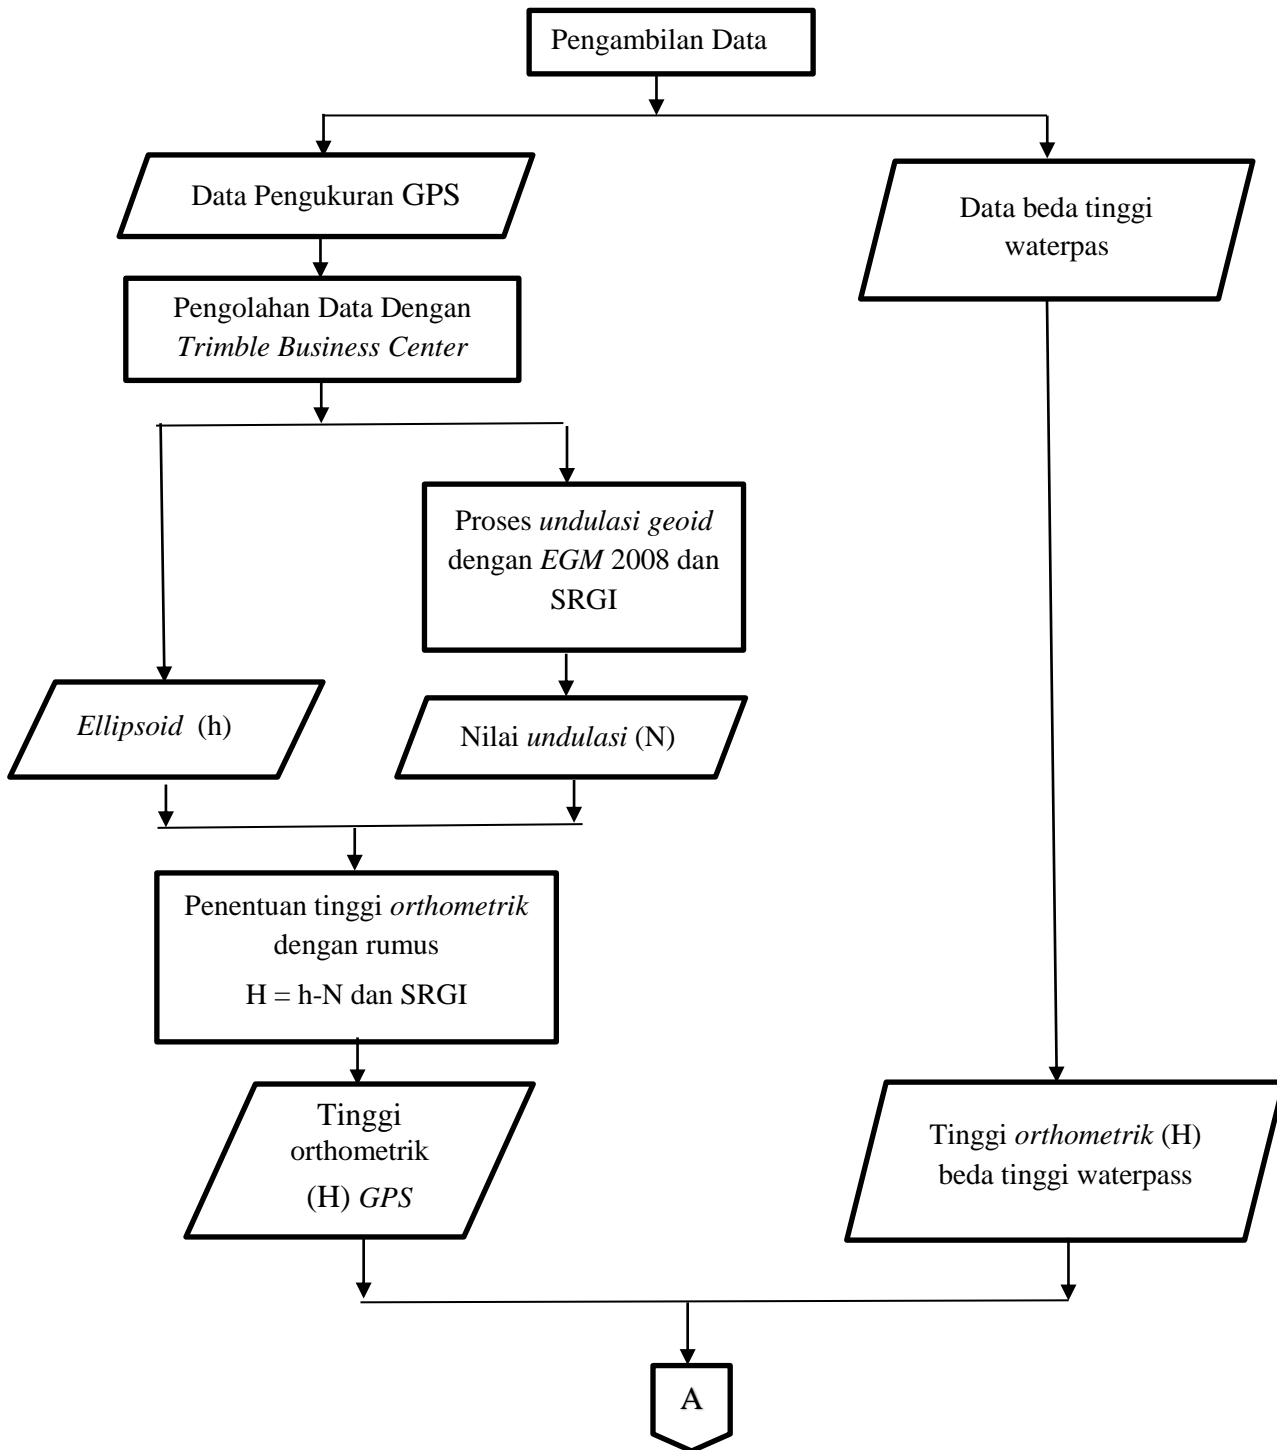 Pengambilan Data
Data Pengukuran GPS
Data beda tinggi
waterpas
Pengolahan Data Dengan
Trimble Business Center
Proses undulasi geoid
dengan EGM 2008 dan
SRGI
Ellipsoid (h)
Nilai undulasi (N)
Penentuan tinggi orthometrik
dengan rumus
H = h-N dan SRGI
Tinggi
orthometrik
(H) GPS
Tinggi orthometrik (H)
beda tinggi waterpass
A